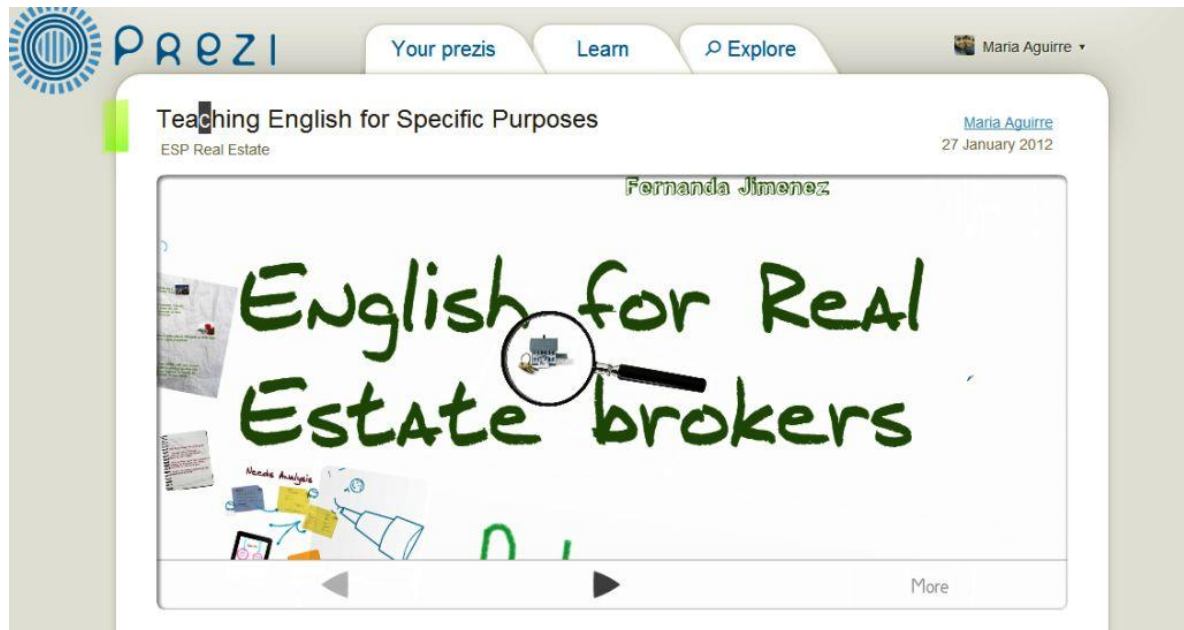 PRezi
Your prezis
Learn
Explore
Maria Aguirre
Teaching English for Specific Purposes
ESP Real Estate
Maria Aguirre
27 January 2012
Fernanda Jimenez
English for Real
Estate brokers
Needs Analysis
More